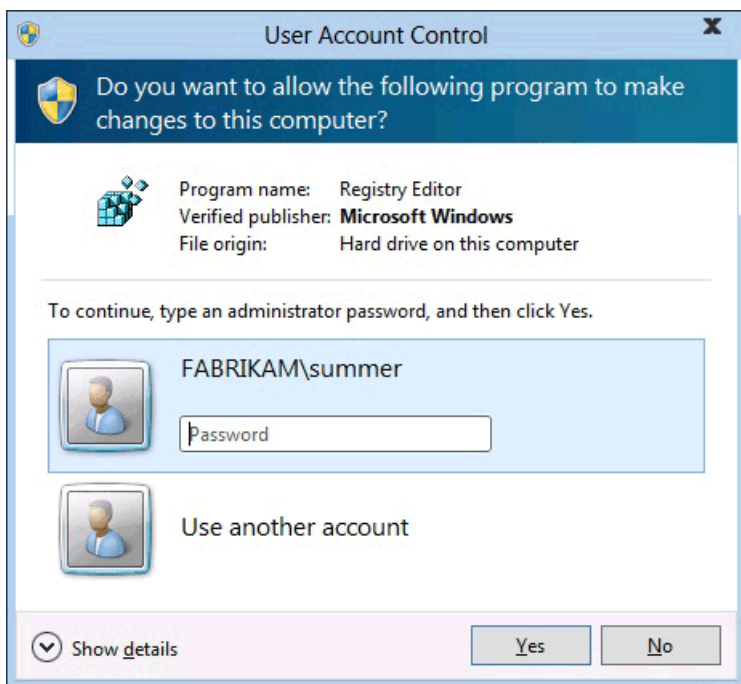 User Account Control
Do you want to allow the following program to make
changes to this computer?
Program name: Registry Editor
Verified publisher: Microsoft Windows
File origin: Hard drive on this computer
To continue, type an administrator password, and then click Yes.
FABRIKAM\summer
Password
Use another account
Show details
Yes
No